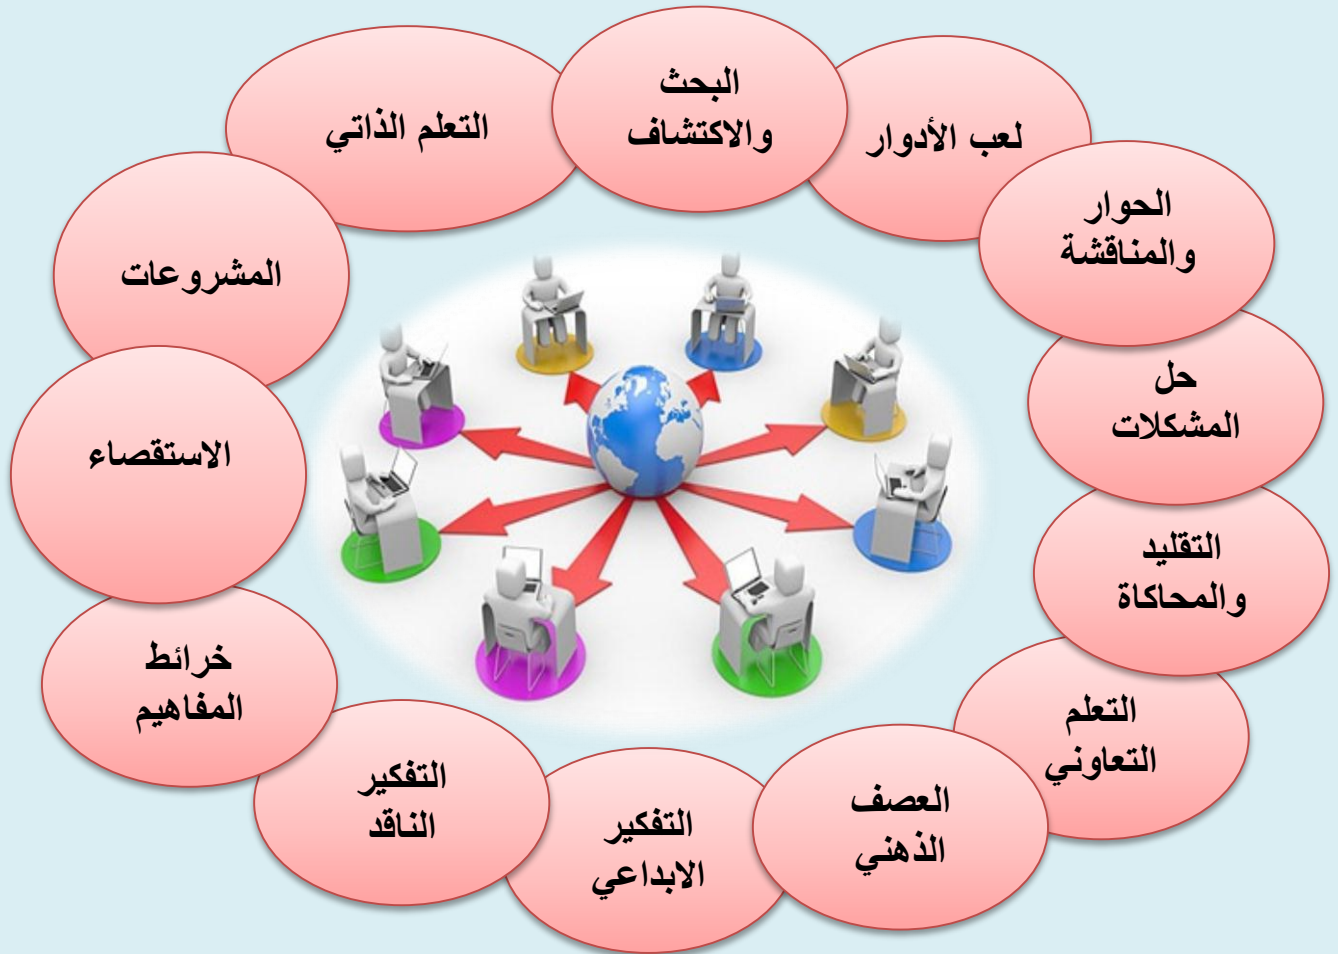 البحث
والاكتشاف
لعب الأدوار
الحوار
والمناقشة
حل
المشكلات
التقليد
والمحاكاة
التعلم
التعاوني
العصف
الذهني
التفكير
الابداعي
التفكير
الناقد
خرائط
المفاهيم
الاستقصاء
المشروعات
التعلم الذاتي